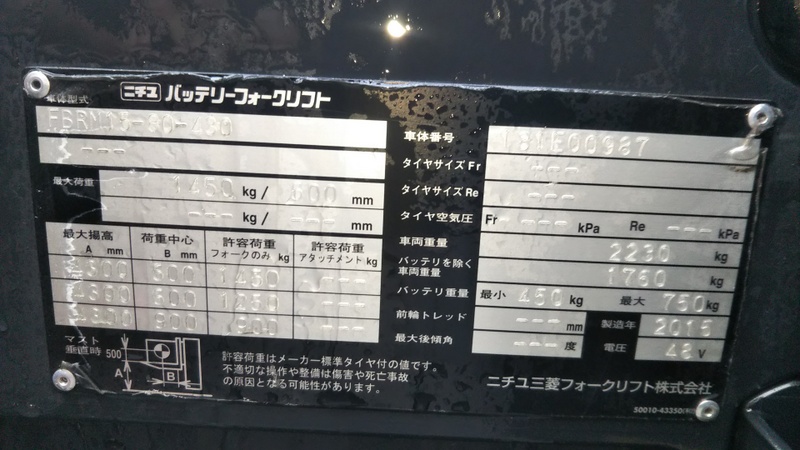 ニチユ バッテリーフォークリフト
車体型式
車体番号
---
タイヤサイズ Fr ---
タイヤサイズ Re ---
最大荷重 1450 kg / 500 mm
--- kg / --- mm
タイヤ空気圧 Fr --- kPa Re --- kPa
車両重量 2230 kg
バッテリを除く
車両重量 1760 kg
バッテリ重量 最小 450 kg 最大 750 kg
前輪トレッド --- mm 製造年 2015
最大後傾角 --- 度 電圧 48 V
最大揚高 荷重中心 許容荷重 許容荷重
A mm B mm フォークのみ kg アタッチメント kg
500 1450 ---
500 1250 ---
---
マスト
垂直時 500
A
B
許容荷重はメーカー標準タイヤ付の値です。
不適切な操作や整備は傷害や死亡事故
の原因となる可能性があります。
ニチユ三菱フォークリフト株式会社